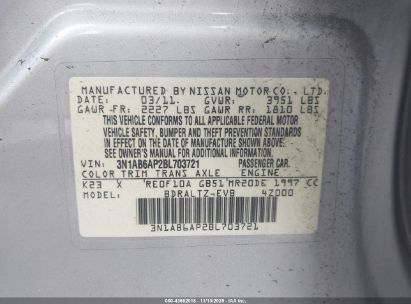 MANUFACTURED BY NISSAN MOTOR CO., LTD.
DATE: 03/11. GVWR: 3951 LBS
GAWR FR: 2227 LBS GAWR RR: 1810 LBS
THIS VEHICLE CONFORMS TO ALL APPLICABLE FEDERAL MOTOR
VEHICLE SAFETY, BUMPER AND THEFT PREVENTION STANDARDS
IN EFFECT ON THE DATE OF MANUFACTURE SHOWN ABOVE.
SEE OWNER'S MANUAL FOR ADDITIONAL INFORMATION.
VIN: 3N1AB6AP2BL703721 PASSENGER CAR.
COLOR TRIM TRANS AXLE ENGINE
K23 X RE0F10A GB51 MR20DE 1997 CC
MODEL: BDRALTZ-EVB 4Z000
3N1AB6AP2BL703721